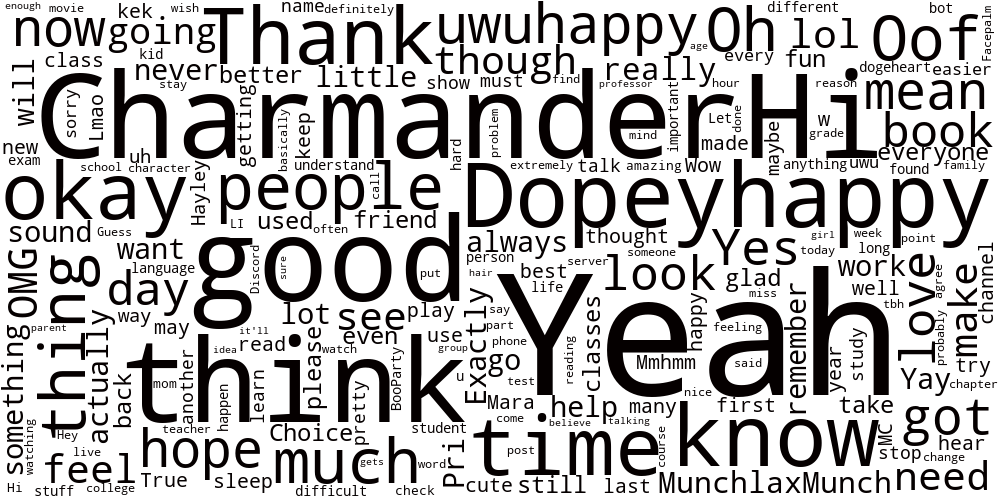 enough
movie
kek
wish
name
definitely
different
bot
Facepalm
now
going
Thank
uwuhappy
Oh
lol
Oof
age
class
kid
never
better
little
though
really
every
fun
dogeheart
easier
will
stay
show
must
find
professor
hour
reason
mean
Charmander
Hi
sorry
Lmao
getting
basically
keep
problem
important
Let
done
w
grade
book
mind
made
maybe
new
exam
uh
understand
hard
everyone
school
character
Hayley
people
call
extremely
talk
amazing
Wow
anything
uwu
found
family
okay
LI
used
often
friend
Dopeyhappy
sound
Guess
want
good
always
thought
Yes
girl
week
point
today
long
channel
OMG
thing
language
Discord
sure
put
person
server
someone
look
glad
work
agree
day
hair
best
life
miss
well
love
make
way
may
lot
see
play
Exactly
Yeah
classes
happy
feeling
remember
tbh
probably
something
parent
actually
it'll
read
even
use
say
part
phone
reading
year
study
try
back
think
idea
watch
group
go
Mmhmm
said
Yay
chapter
another
mom
happen
learn
please
pretty
BooParty
u
test
nice
Mara
help
many
first
take
got
watching
Hey
teacher
Choice
student
come
believe
talking
course
know
MC
stop
hear
change
live
hope
much
word
Pri
time
post
feel
gets
Hi
stuff
college
True
sleep
difficult
check
cute
still
last
MunchlaxMunch
need